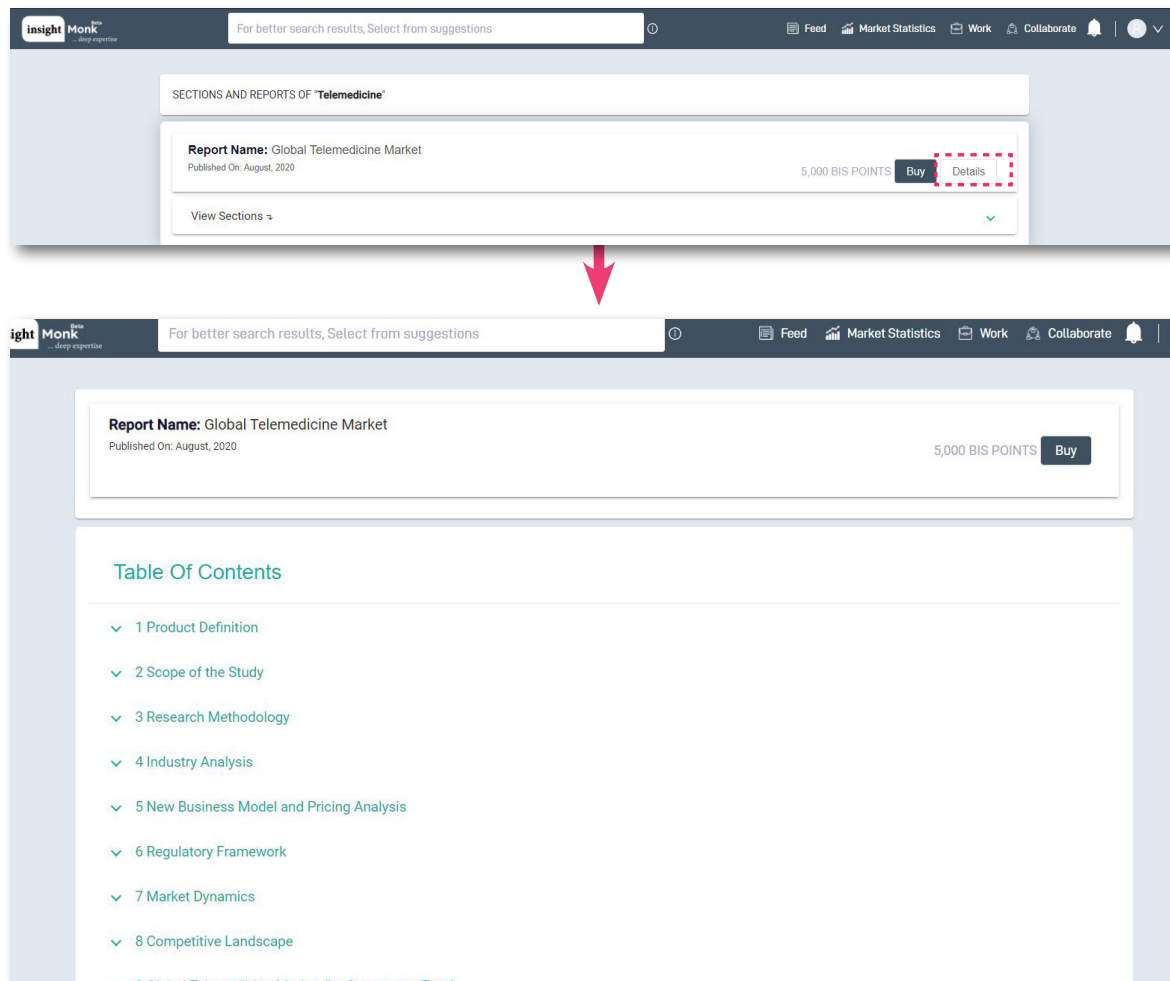 insight Monk Beta
... deep expertise
For better search results, Select from suggestions
Feed Market Statistics Work Collaborate
SECTIONS AND REPORTS OF "Telemedicine"
Report Name: Global Telemedicine Market
Published On: August, 2020
5,000 BIS POINTS Buy Details
View Sections
ight Monk Beta
... deep expertise
For better search results, Select from suggestions
Feed Market Statistics Work Collaborate
Report Name: Global Telemedicine Market
Published On: August, 2020
5,000 BIS POINTS Buy
Table Of Contents
1 Product Definition
2 Scope of the Study
3 Research Methodology
4 Industry Analysis
5 New Business Model and Pricing Analysis
6 Regulatory Framework
7 Market Dynamics
8 Competitive Landscape